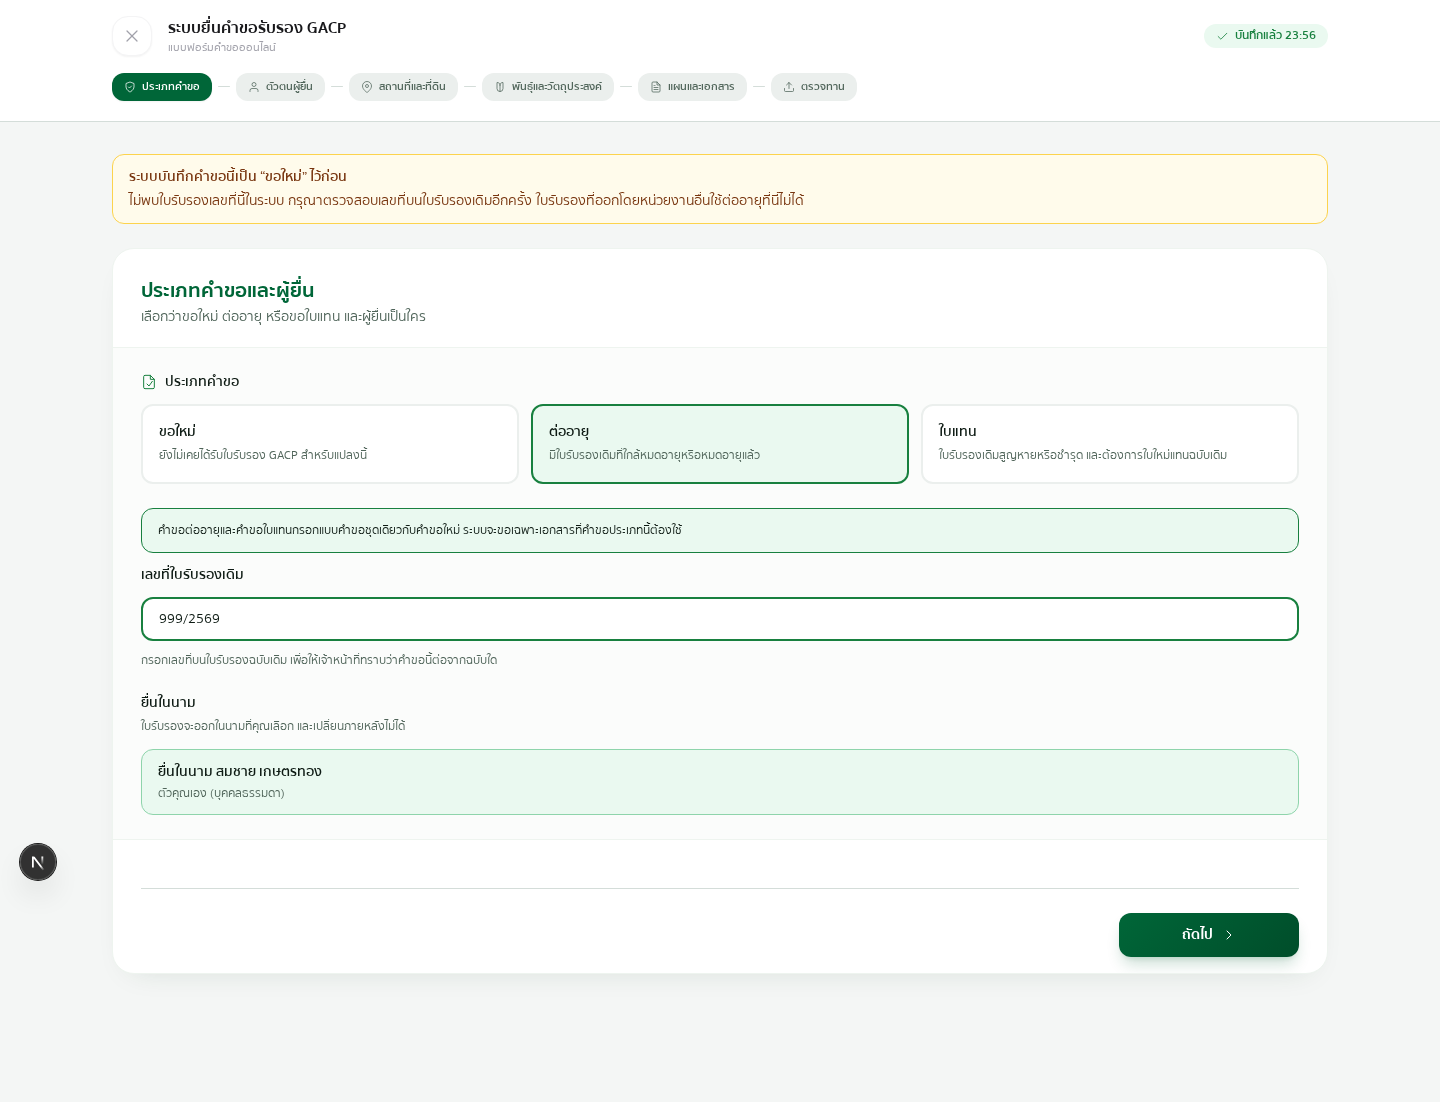 ระบบยื่นคำขอรับรอง GACP
แบบฟอร์มคำขอออนไลน์
บันทึกแล้ว 23:56
ประเภทคำขอ
ตัวตนผู้ยื่น
สถานที่และที่ดิน
พันธุ์และวัตถุประสงค์
แผนและเอกสาร
ตรวจทาน
ระบบบันทึกคำขอนี้เป็น “ขอใหม่” ไว้ก่อน
ไม่พบใบรับรองเลขที่นี้ในระบบ กรุณาตรวจสอบเลขที่บนใบรับรองเดิมอีกครั้ง ใบรับรองที่ออกโดยหน่วยงานอื่นใช้ต่ออายุที่นี่ไม่ได้
ประเภทคำขอและผู้ยื่น
เลือกว่าขอใหม่ ต่ออายุ หรือขอใบแทน และผู้ยื่นเป็นใคร
ประเภทคำขอ
ขอใหม่
ยังไม่เคยได้รับใบรับรอง GACP สำหรับแปลงนี้
ต่ออายุ
มีใบรับรองเดิมที่ใกล้หมดอายุหรือหมดอายุแล้ว
ใบแทน
ใบรับรองเดิมสูญหายหรือชำรุด และต้องการใบใหม่แทนฉบับเดิม
คำขอต่ออายุและคำขอใบแทนกรอกแบบคำขอชุดเดียวกับคำขอใหม่ ระบบจะขอเฉพาะเอกสารที่คำขอประเภทนี้ต้องใช้
เลขที่ใบรับรองเดิม
999/2569
กรอกเลขที่บนใบรับรองฉบับเดิม เพื่อให้เจ้าหน้าที่ทราบว่าคำขอนี้ต่อจากฉบับใด
ยื่นในนาม
ใบรับรองจะออกในนามที่คุณเลือก และเปลี่ยนภายหลังไม่ได้
ยื่นในนาม สมชาย เกษตรทอง
ตัวคุณเอง (บุคคลธรรมดา)
N
ถัดไป